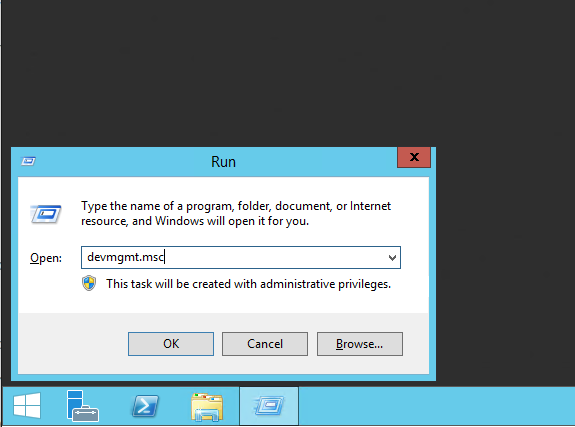 Run
x
Type the name of a program, folder, document, or Internet
resource, and Windows will open it for you.
Open: devmgmt.msc
This task will be created with administrative privileges.
OK Cancel Browse...